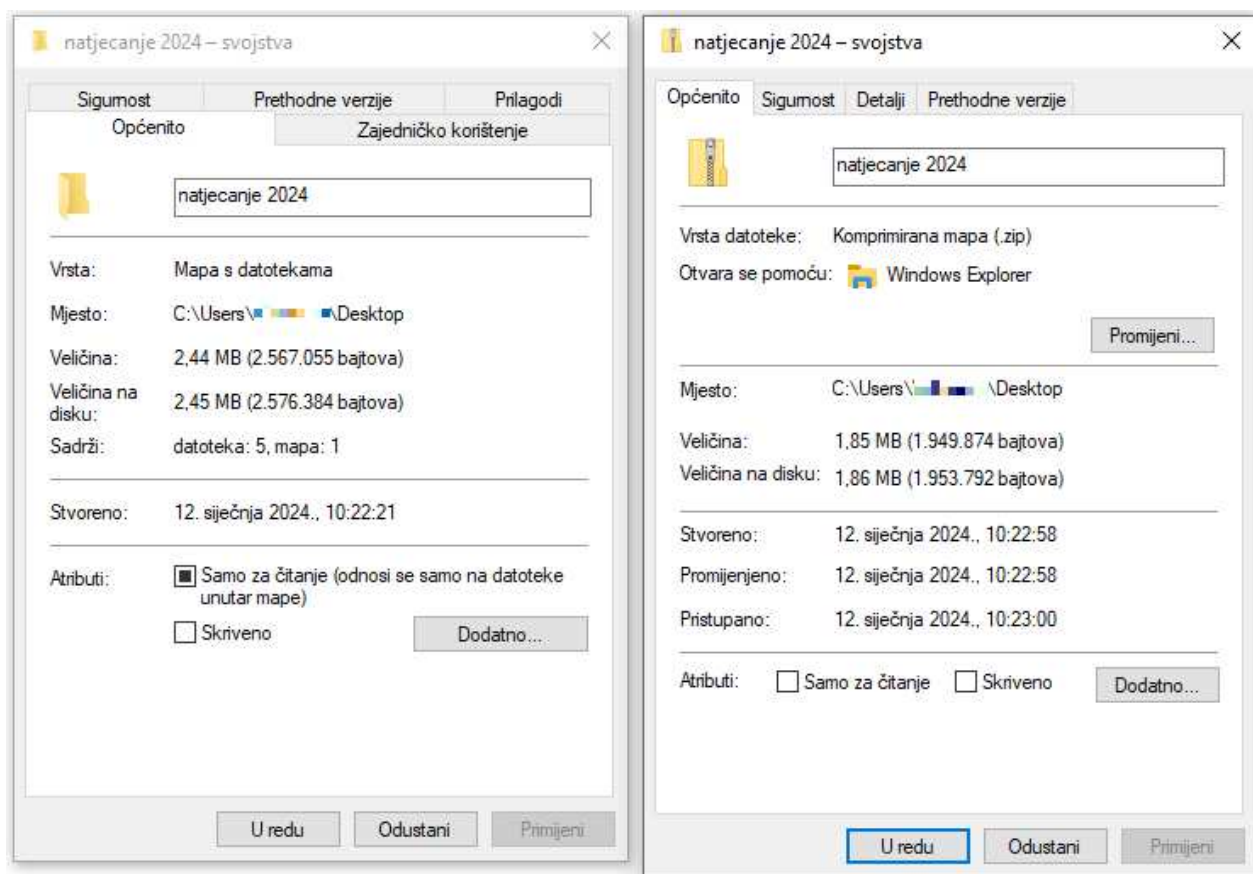 natjecanje 2024 – svojstva
Sigurnost Prethodne verzije Prilagodi
Općenito Zajedničko korištenje
natjecanje 2024
Vrsta: Mapa s datotekama
Mjesto: C:\Users\ \Desktop
Veličina: 2,44 MB (2.567.055 bajtova)
Veličina na
disku: 2,45 MB (2.576.384 bajtova)
Sadrži: datoteka: 5, mapa: 1
Stvoreno: 12. siječnja 2024., 10:22:21
Atributi: Samo za čitanje (odnosi se samo na datoteke
unutar mape)
Skriveno Dodatno...
U redu Odustani Primijeni
natjecanje 2024 – svojstva
Općenito Sigurnost Detalji Prethodne verzije
natjecanje 2024
Vrsta datoteke: Komprimirana mapa (.zip)
Otvara se pomoću: Windows Explorer
Promijeni...
Mjesto: C:\Users\ \Desktop
Veličina: 1,85 MB (1.949.874 bajtova)
Veličina na disku: 1,86 MB (1.953.792 bajtova)
Stvoreno: 12. siječnja 2024., 10:22:58
Promijenjeno: 12. siječnja 2024., 10:22:58
Pristupano: 12. siječnja 2024., 10:23:00
Atributi: Samo za čitanje Skriveno Dodatno...
U redu Odustani Primijeni